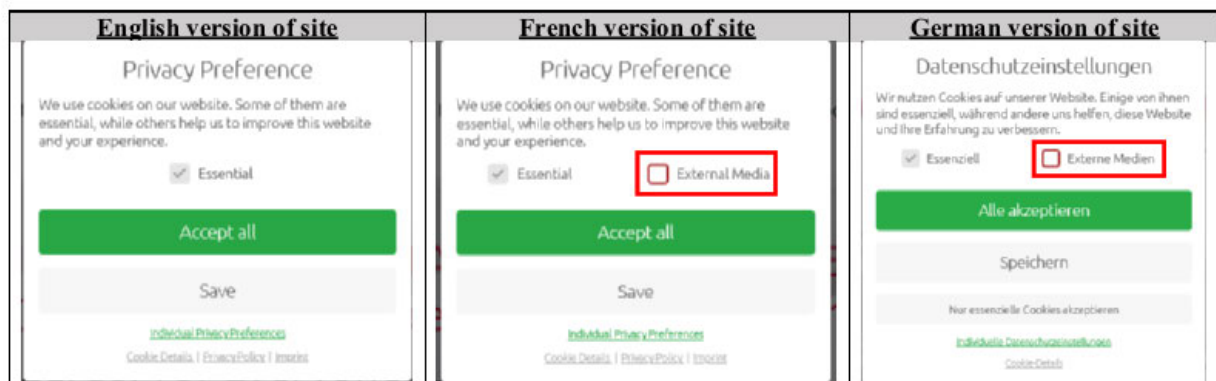 English version of site
Privacy Preference
We use cookies on our website. Some of them are
essential, while others help us to improve this website
and your experience.
Essential
Accept all
Save
Individual Privacy Preferences
Cookie Details | Privacy Policy | Imprint
French version of site
Privacy Preference
We use cookies on our website. Some of them are
essential, while others help us to improve this website
and your experience.
Essential External Media
Accept all
Save
Individual Privacy Preferences
Cookie Details | Privacy Policy | Imprint
German version of site
Datenschutzeinstellungen
Wir nutzen Cookies auf unserer Website. Einige von ihnen
sind essenziell, während andere uns helfen, diese Website
und Ihre Erfahrung zu verbessern.
Essenziell Externe Medien
Alle akzeptieren
Speichern
Nur essenzielle Cookies akzeptieren
Individuelle Datenschutzeinstellungen
Cookie-Details